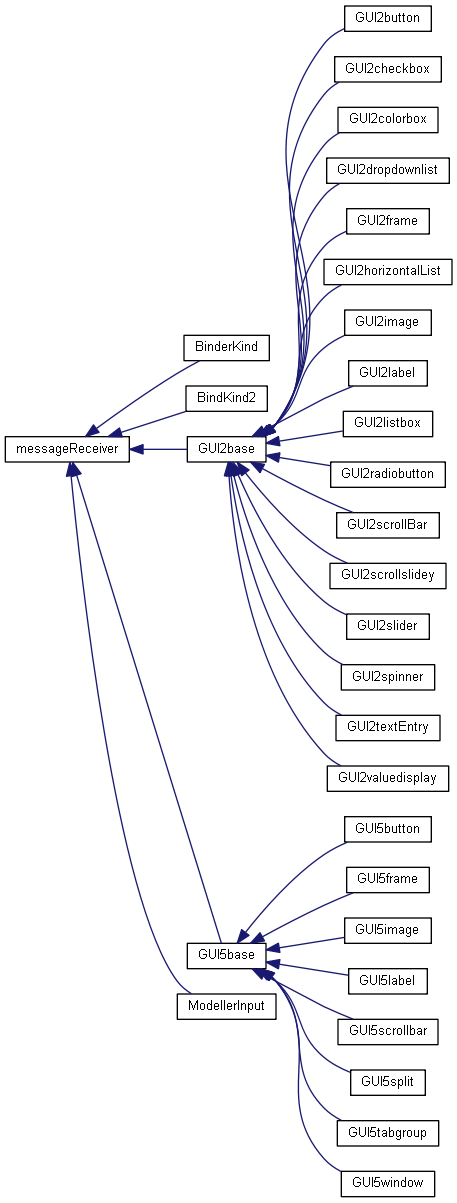 GUI2button
GUI2checkbox
GUI2colorbox
GUI2dropdownlist
GUI2frame
GUI2horizontalList
GUI2image
BinderKind
GUI2label
BindKind2
GUI2listbox
messageReceiver
GUI2base
GUI2radiobutton
GUI2scrollBar
GUI2scrollslidey
GUI2slider
GUI2spinner
GUI2textEntry
GUI2valuedisplay
GUI5button
GUI5frame
GUI5image
GUI5base
GUI5label
ModellerInput
GUI5scrollbar
GUI5split
GUI5tabgroup
GUI5window